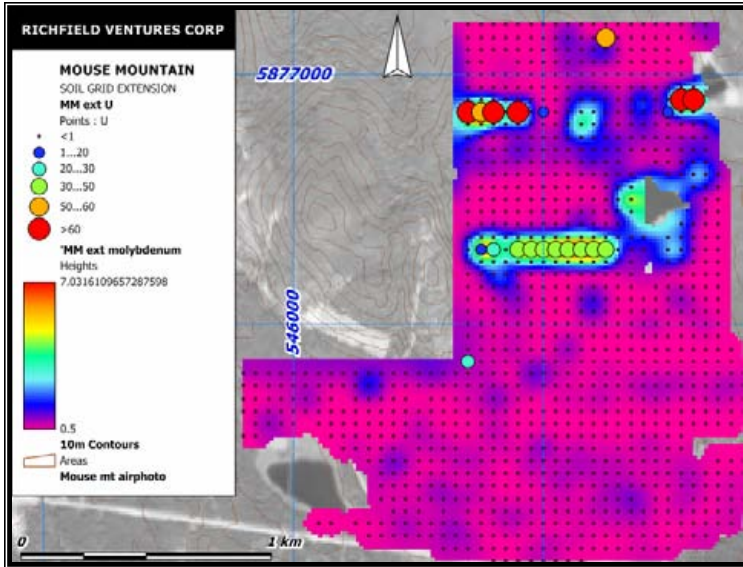 RICHFIELD VENTURES CORP
MOUSE MOUNTAIN
SOIL GRID EXTENSION
MM ext U
Points : U
<1
1...20
20...30
30...50
50...60
>60
'MM ext molybdenum
Heights
7.0316109657287598
0.5
10m Contours
Areas
Mouse mt airphoto
5877000
546000
0 1 km